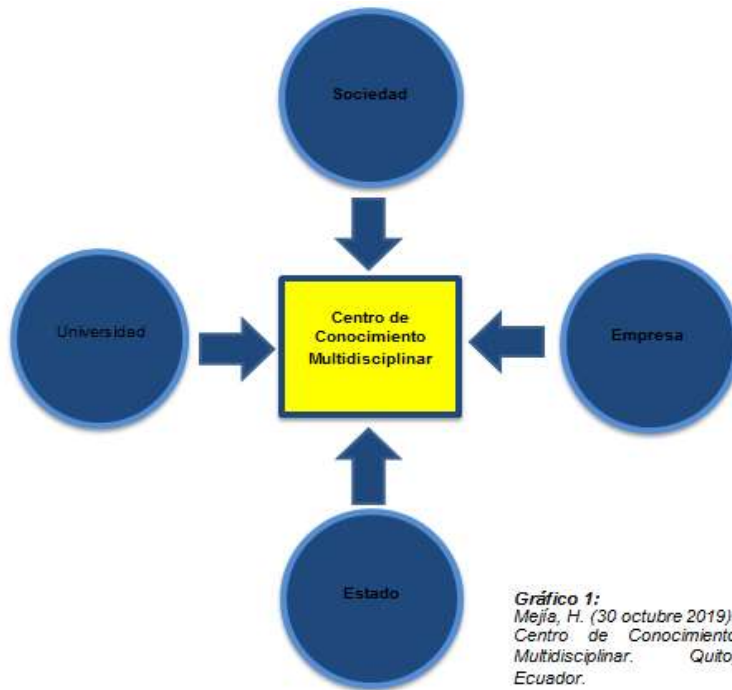 Sociedad
Universidad
Centro de
Conocimiento
Multidisciplinar
Empresa
Estado
Gráfico 1:
Mejía, H. (30 octubre 2019)
Centro de Conocimiento
Multidisciplinar. Quito,
Ecuador.